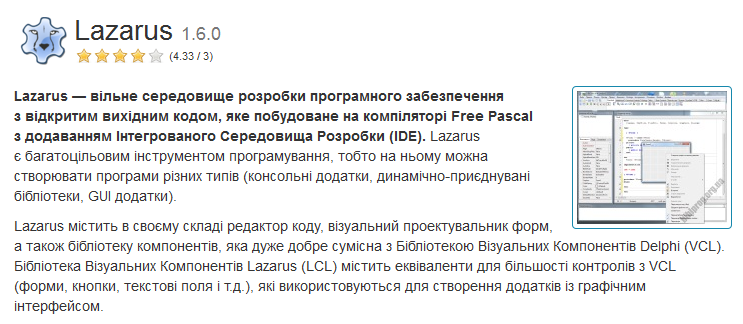 Lazarus 1.6.0
(4.33 / 3)
Lazarus — вільне середовище розробки програмного забезпечення
з відкритим вихідним кодом, яке побудоване на компіляторі Free Pascal
з додаванням Інтегрованого Середовища Розробки (IDE). Lazarus
є багатоцільовим інструментом програмування, тобто на ньому можна
створювати програми різних типів (консольні додатки, динамічно-приєднувані
бібліотеки, GUI додатки).
Lazarus містить в своєму складі редактор коду, візуальний проектувальник форм,
а також бібліотеку компонентів, яка дуже добре сумісна з Бібліотекою Візуальних Компонентів Delphi (VCL).
Бібліотека Візуальних Компонентів Lazarus (LCL) містить еквіваленти для більшості контролів з VCL
(форми, кнопки, текстові поля і т.д.), які використовуються для створення додатків із графічним
інтерфейсом.